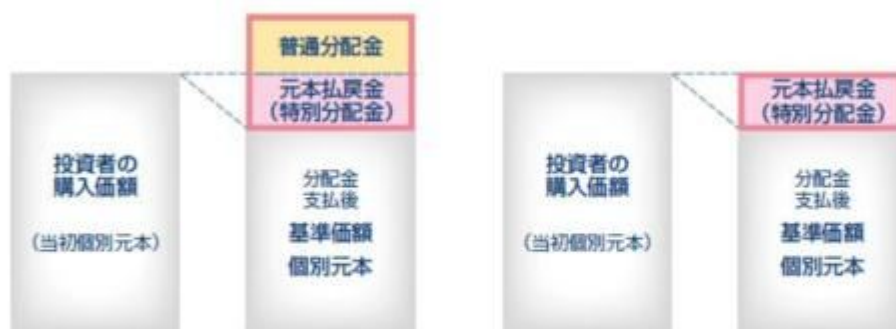 普通分配金
元本払戻金
（特別分配金）
投資者の
購入価額
（当初個別元本）
分配金
支払後
基準価額
個別元本
元本払戻金
（特別分配金）
投資者の
購入価額
（当初個別元本）
分配金
支払後
基準価額
個別元本